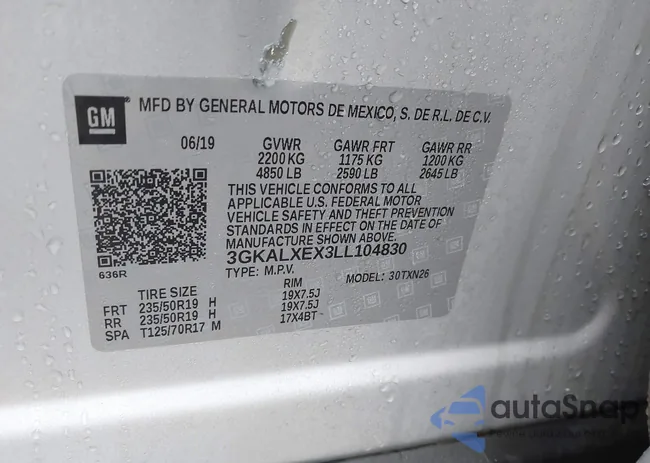 GM
MFD BY GENERAL MOTORS DE MEXICO, S. DE R.L. DE C.V.
06/19 GVWR GAWR FRT GAWR RR
2200 KG 1175 KG 1200 KG
4850 LB 2590 LB 2645 LB
THIS VEHICLE CONFORMS TO ALL
APPLICABLE U.S. FEDERAL MOTOR
VEHICLE SAFETY AND THEFT PREVENTION
STANDARDS IN EFFECT ON THE DATE OF
MANUFACTURE SHOWN ABOVE.
3GKALXEX3LL104830
636R
TYPE: M.P.V. MODEL: 30TXN26
TIRE SIZE RIM
FRT 235/50R19 H 19X7.5J
RR 235/50R19 H 19X7.5J
SPA T125/70R17 M 17X4BT
autoSnap